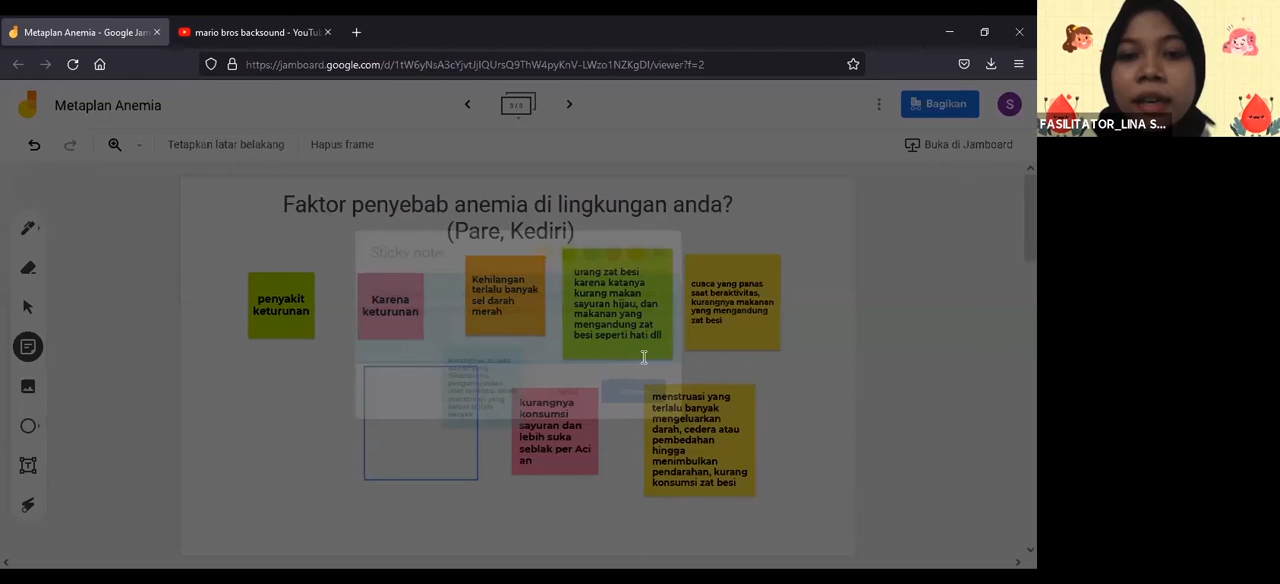 Metaplan Anemia - Google Jam
mario bros backsound - YouTu
https://jamboard.google.com/d/1tW6yNsA3cYjvtJjIQUrsQ9ThW4pyKnV-LWzo1NZKgDI/viewer?f=2
Metaplan Anemia
3/3
Bagikan
S
Tetapkan latar belakang
Hapus frame
Buka di Jamboard
FASILITATOR_LINA S...
Faktor penyebab anemia di lingkungan anda?
(Pare, Kediri)
Sticky note
penyakit
keturunan
Karena
keturunan
Kehilangan
terlalu banyak
sel darah
merah
urang zat besi
karena katanya
kurang makan
sayuran hijau, dan
makanan yang
mengandung zat
besi seperti hati dll
cuaca yang panas
saat beraktivitas,
kurangnya makanan
yang mengandung zat
besi
kurangnya
konsumsi
sayuran dan
lebih suka
seblak per Aci
an
menstruasi yang
terlalu banyak
mengeluarkan
darah, cedera atau
pembedahan
hingga
menimbulkan
pendarahan, kurang
konsumsi zat besi